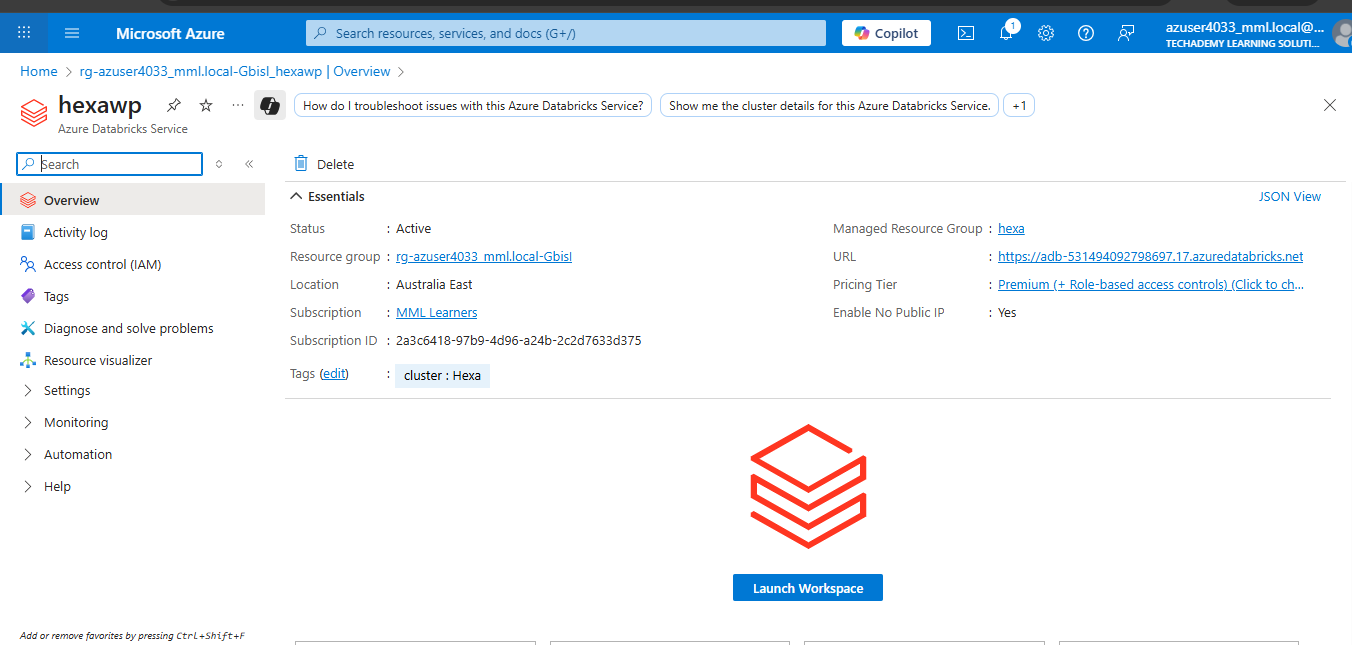 Microsoft Azure
Search resources, services, and docs (G+/)
Copilot
1
azuser4033_mml.local@...
TECHADEMY LEARNING SOLUTI...
Home > rg-azuser4033_mml.local-GbisI_hexawp | Overview >
hexawp
Azure Databricks Service
How do I troubleshoot issues with this Azure Databricks Service?
Show me the cluster details for this Azure Databricks Service.
+1
Search
Delete
Overview
Activity log
Access control (IAM)
Tags
Diagnose and solve problems
Resource visualizer
Settings
Monitoring
Automation
Help
Add or remove favorites by pressing Ctrl+Shift+F
Essentials
JSON View
Status : Active
Resource group : rg-azuser4033_mml.local-GbisI
Location : Australia East
Subscription : MML Learners
Subscription ID : 2a3c6418-97b9-4d96-a24b-2c2d7633d375
Tags (edit) : cluster : Hexa
Managed Resource Group : hexa
URL : https://adb-531494092798697.17.azuredatabricks.net
Pricing Tier : Premium (+ Role-based access controls) (Click to ch...
Enable No Public IP : Yes
Launch Workspace